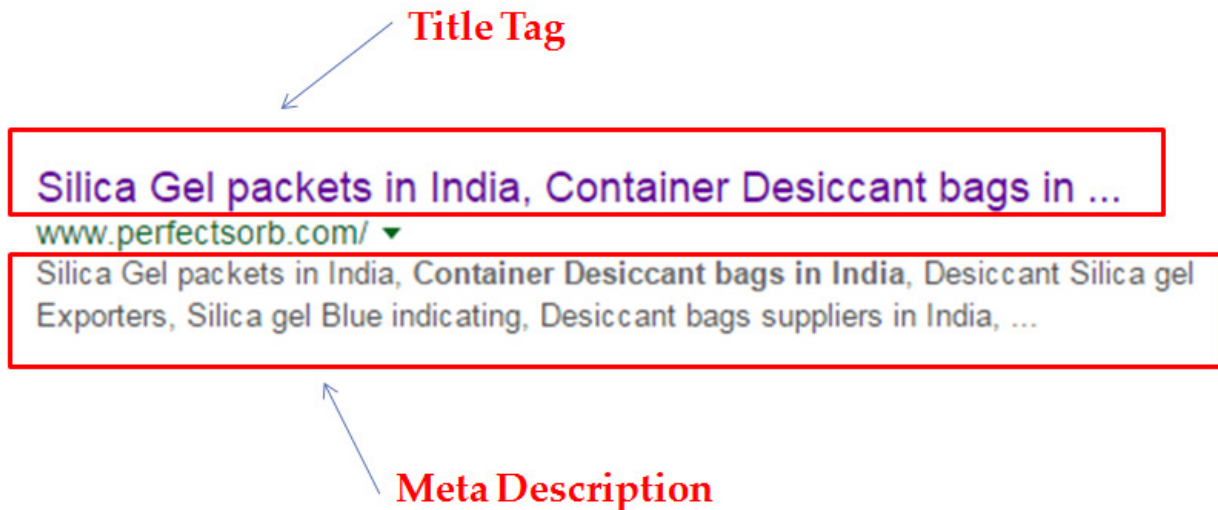 Title Tag
Silica Gel packets in India, Container Desiccant bags in ...
www.perfectsorb.com/
Silica Gel packets in India, Container Desiccant bags in India, Desiccant Silica gel
Exporters, Silica gel Blue indicating, Desiccant bags suppliers in India, ...
Meta Description